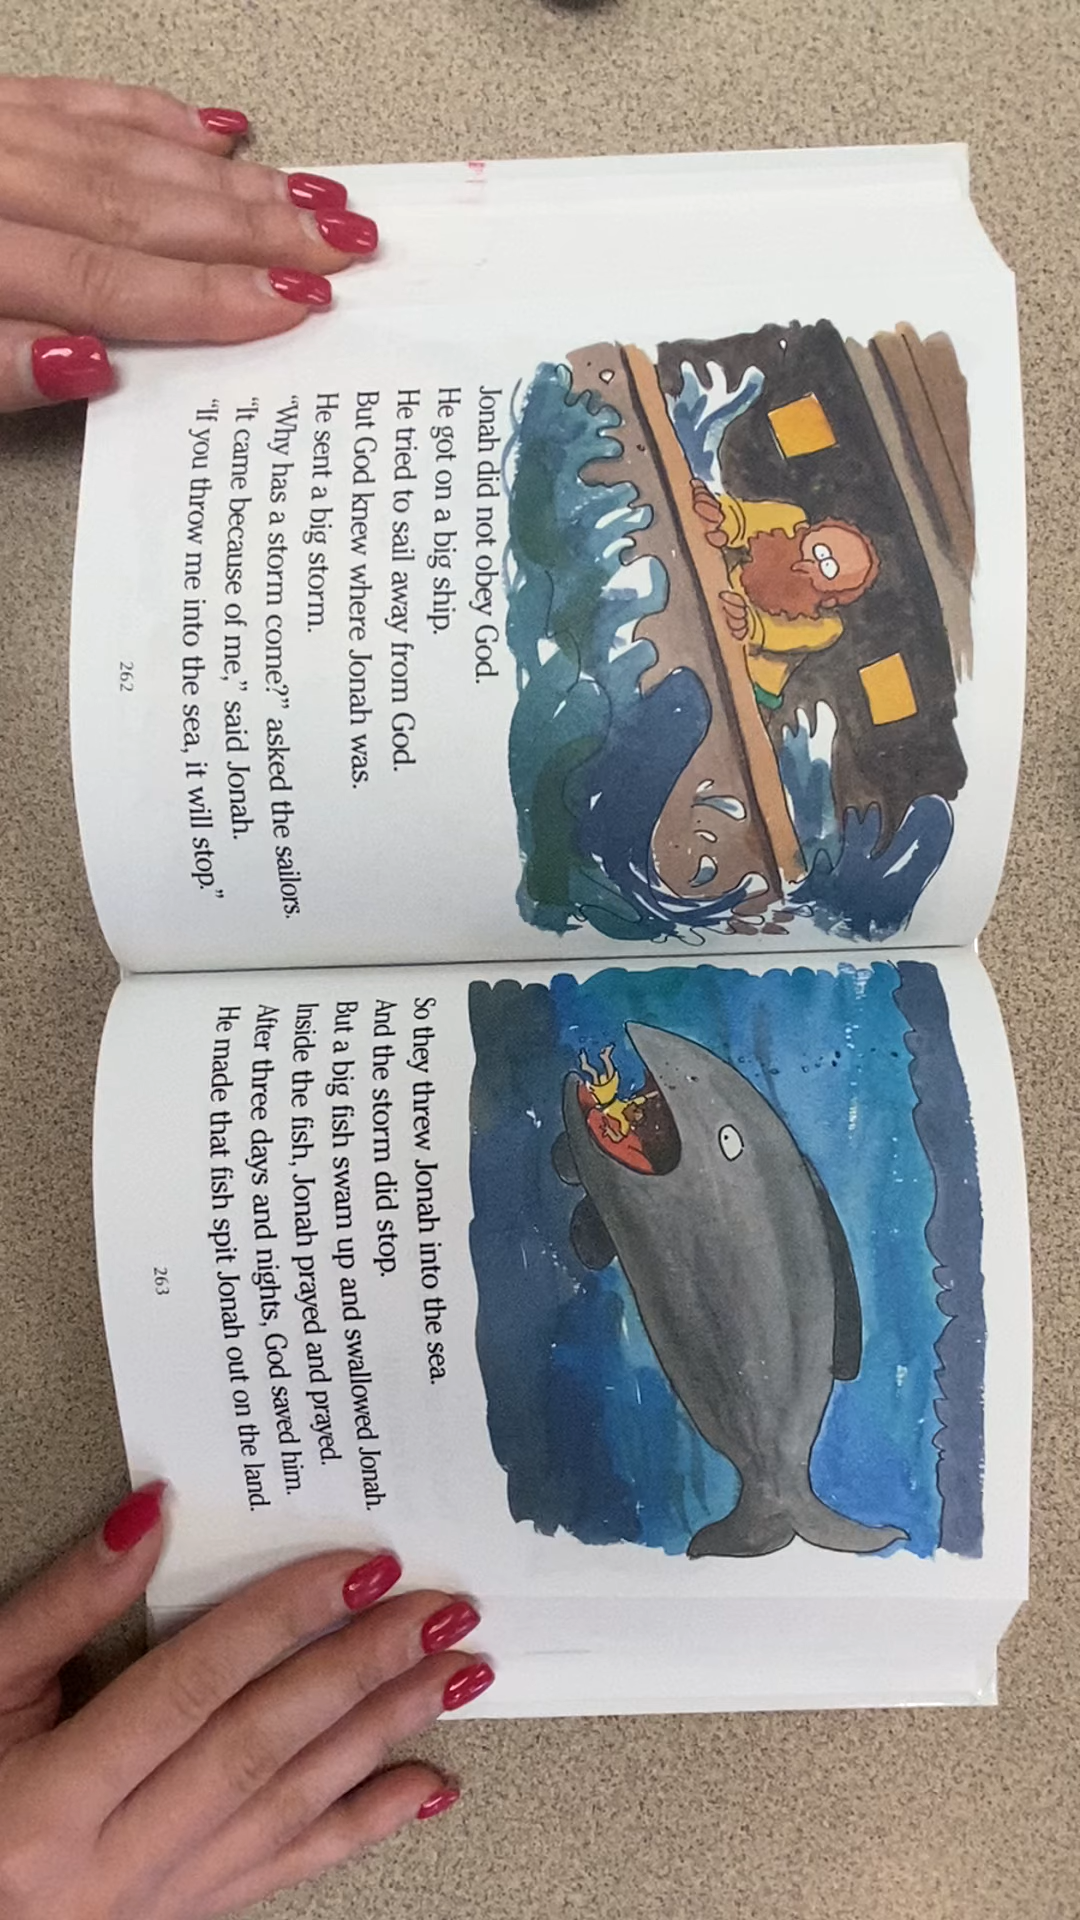 Jonah did not obey God.
He got on a big ship.
He tried to sail away from God.
But God knew where Jonah was.
He sent a big storm.
“Why has a storm come?” asked the sailors.
“It came because of me,” said Jonah.
“If you throw me into the sea, it will stop.”
262
So they threw Jonah into the sea.
And the storm did stop.
But a big fish swam up and swallowed Jonah.
Inside the fish, Jonah prayed and prayed.
After three days and nights, God saved him.
He made that fish spit Jonah out on the land.
263